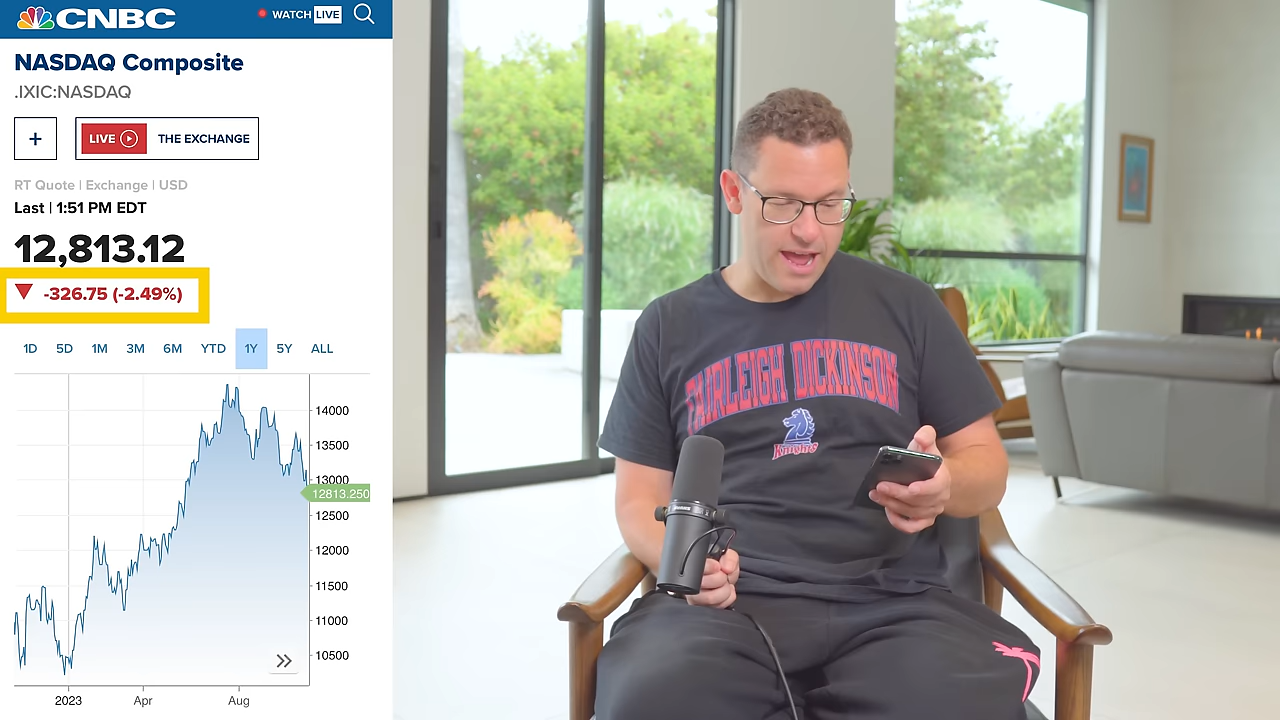 CNBC
WATCH LIVE
NASDAQ Composite
.IXIC:NASDAQ
+
LIVE THE EXCHANGE
RT Quote | Exchange | USD
Last | 1:51 PM EDT
12,813.12
-326.75 (-2.49%)
1D 5D 1M 3M 6M YTD 1Y 5Y ALL
14000
13500
13000
12813.250
12500
12000
11500
11000
10500
2023 Apr Aug
FAIRLEIGH DICKINSON
Knights